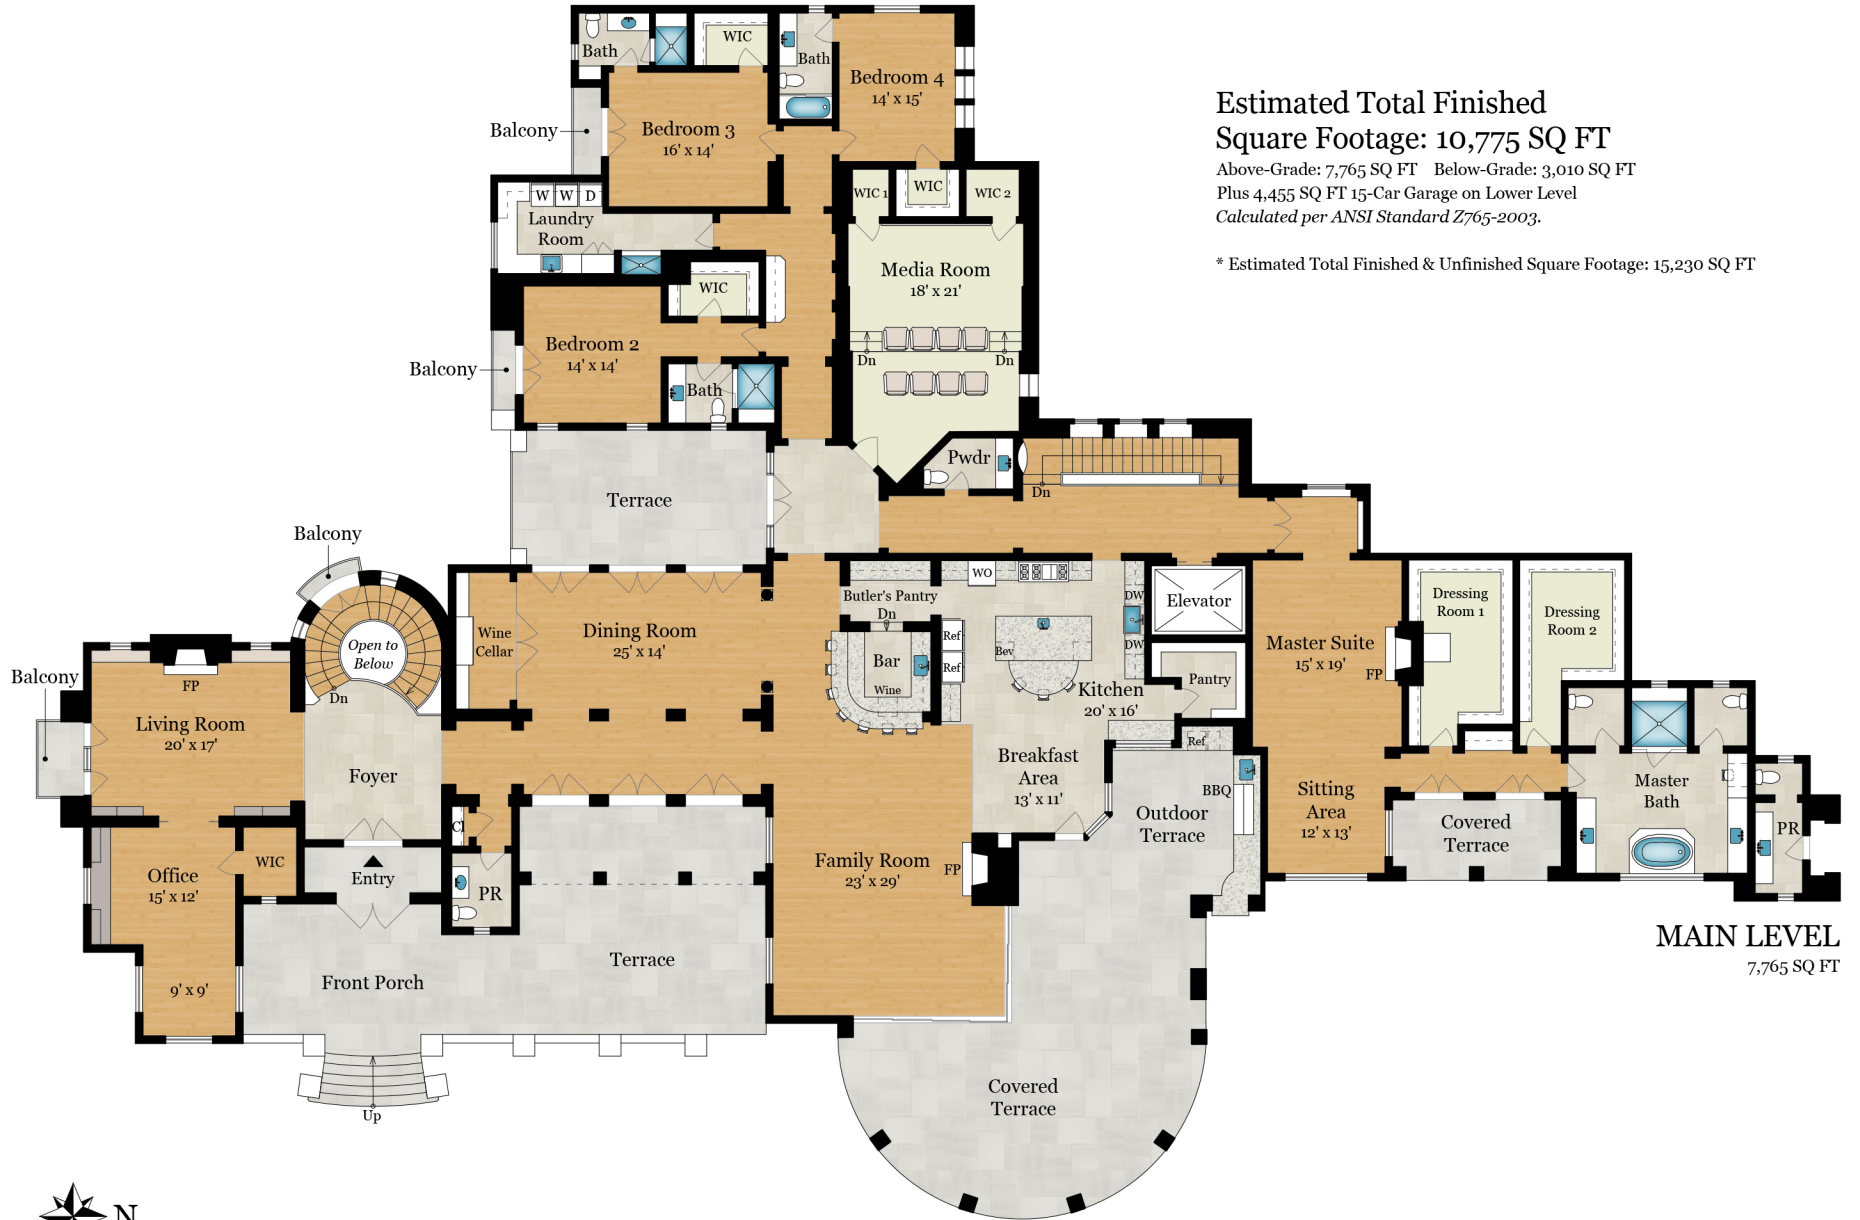 Bath
WIC
Bath
Bedroom 4
14' x 15'
Balcony
Bedroom 3
16' x 14'
Estimated Total Finished
Square Footage: 10,775 SQ FT
Above-Grade: 7,765 SQ FT Below-Grade: 3,010 SQ FT
Plus 4,455 SQ FT 15-Car Garage on Lower Level
Calculated per ANSI Standard Z765-2003.
* Estimated Total Finished & Unfinished Square Footage: 15,230 SQ FT
W W D
Laundry
Room
WIC 1
WIC
WIC 2
Media Room
18' x 21'
Dn
Dn
WIC
Bedroom 2
14' x 14'
Balcony
Bath
Terrace
Pwdr
Dn
Balcony
Open to
Below
Dn
Wine
Cellar
Dining Room
25' x 14'
Butler's Pantry
Dn
Bar
Wine
WO
Ref
Ref
Bev
DW
DW
Kitchen
20' x 16'
Elevator
Pantry
Master Suite
15' x 19'
FP
Dressing
Room 1
Dressing
Room 2
Balcony
FP
Living Room
20' x 17'
Foyer
Breakfast
Area
13' x 11'
Ref
BBQ
Outdoor
Terrace
Sitting
Area
12' x 13'
Covered
Terrace
Master
Bath
PR
Office
15' x 12'
WIC
Entry
Cl
PR
Family Room
23' x 29'
FP
9' x 9'
Front Porch
Terrace
Up
Covered
Terrace
MAIN LEVEL
7,765 SQ FT
N